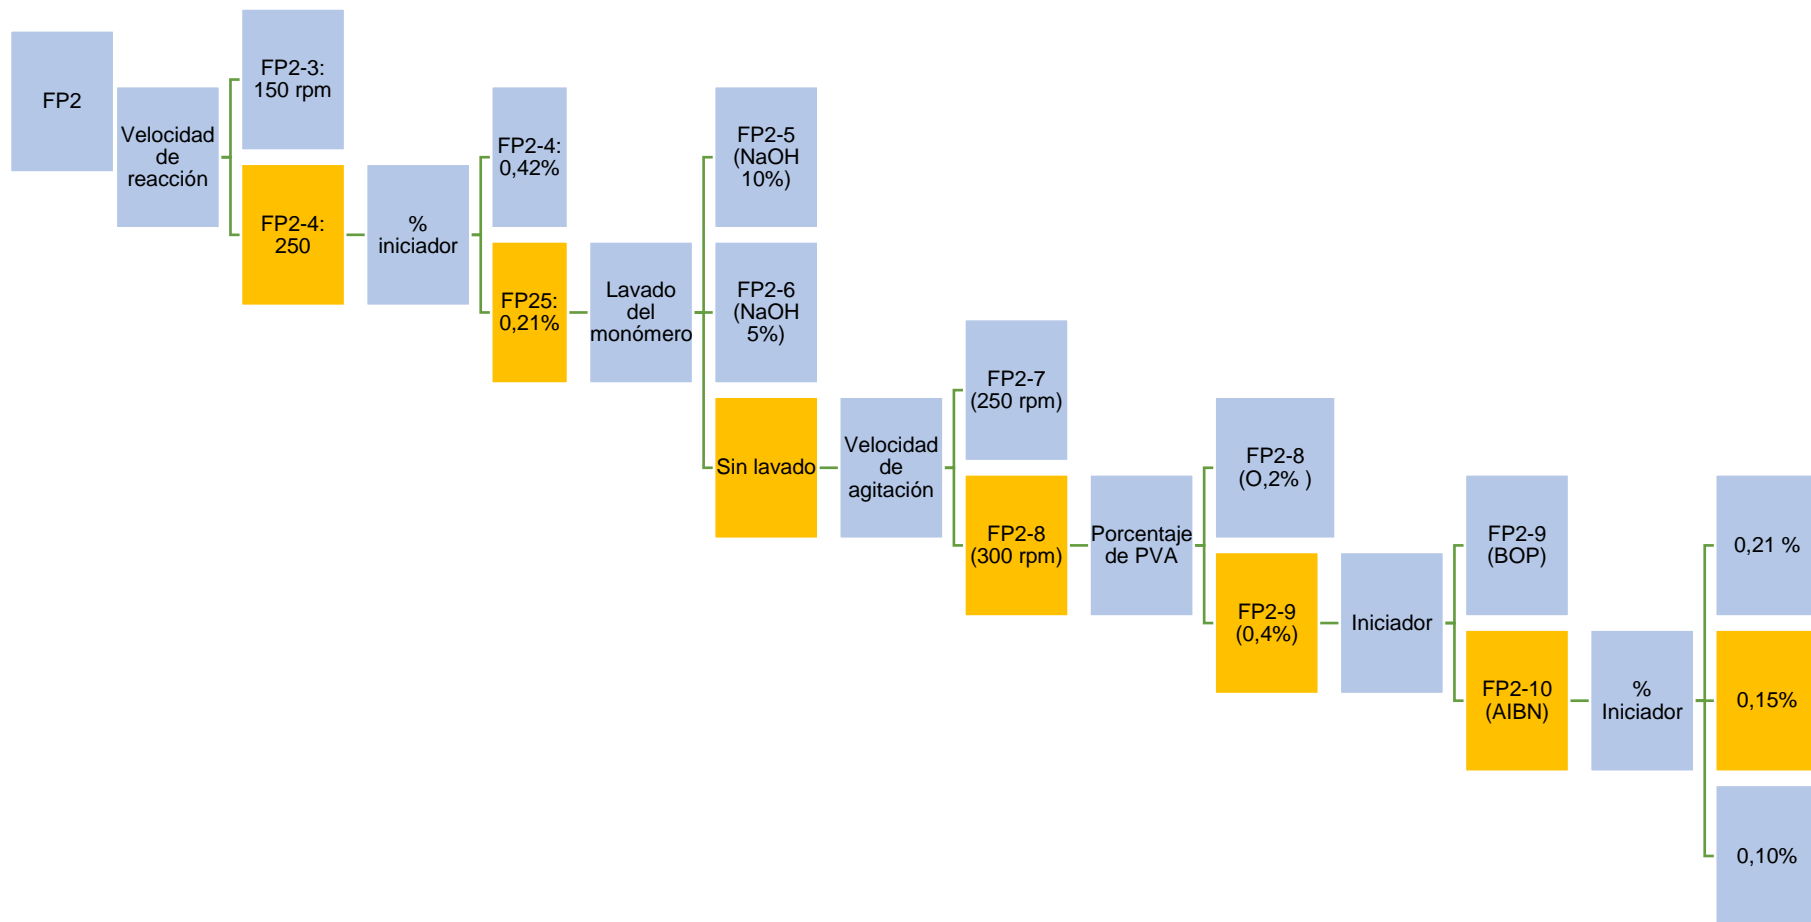 FP2
Velocidad
de
reacción
FP2-3:
150 rpm
FP2-4:
250
%
iniciador
FP2-4:
0,42%
FP25:
0,21%
Lavado
del
monómero
FP2-5
(NaOH
10%)
FP2-6
(NaOH
5%)
Sin lavado
Velocidad
de
agitación
FP2-7
(250 rpm)
FP2-8
(300 rpm)
Porcentaje
de PVA
FP2-8
(O,2% )
FP2-9
(0,4%)
Iniciador
FP2-9
(BOP)
FP2-10
(AIBN)
%
Iniciador
0,21 %
0,15%
0,10%